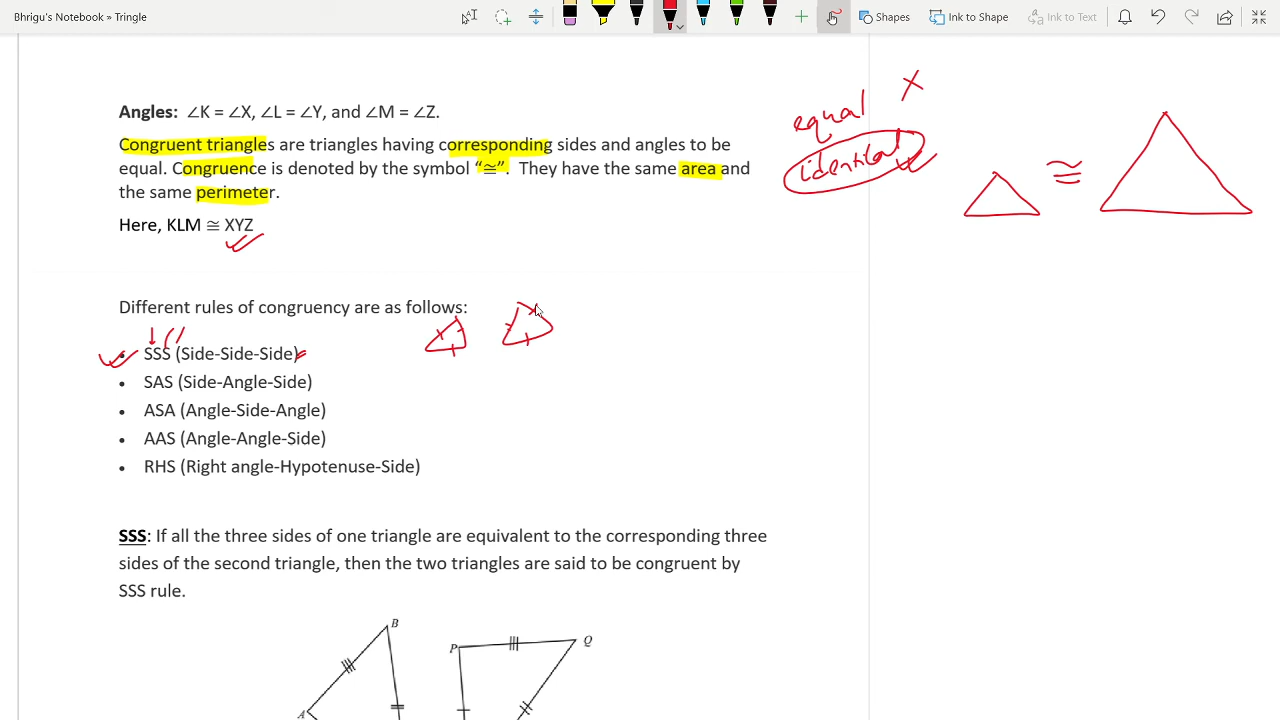 Bhrigu's Notebook » Tringle
Shapes
Ink to Shape
Ink to Text
Angles: ∠K = ∠X, ∠L = ∠Y, and ∠M = ∠Z.
Congruent triangles are triangles having corresponding sides and angles to be
equal. Congruence is denoted by the symbol “≅”. They have the same area and
the same perimeter.
Here, KLM ≅ XYZ
equal
identital
≅
Different rules of congruency are as follows:
• SSS (Side-Side-Side)
• SAS (Side-Angle-Side)
• ASA (Angle-Side-Angle)
• AAS (Angle-Angle-Side)
• RHS (Right angle-Hypotenuse-Side)
SSS: If all the three sides of one triangle are equivalent to the corresponding three
sides of the second triangle, then the two triangles are said to be congruent by
SSS rule.
B
P
Q
A